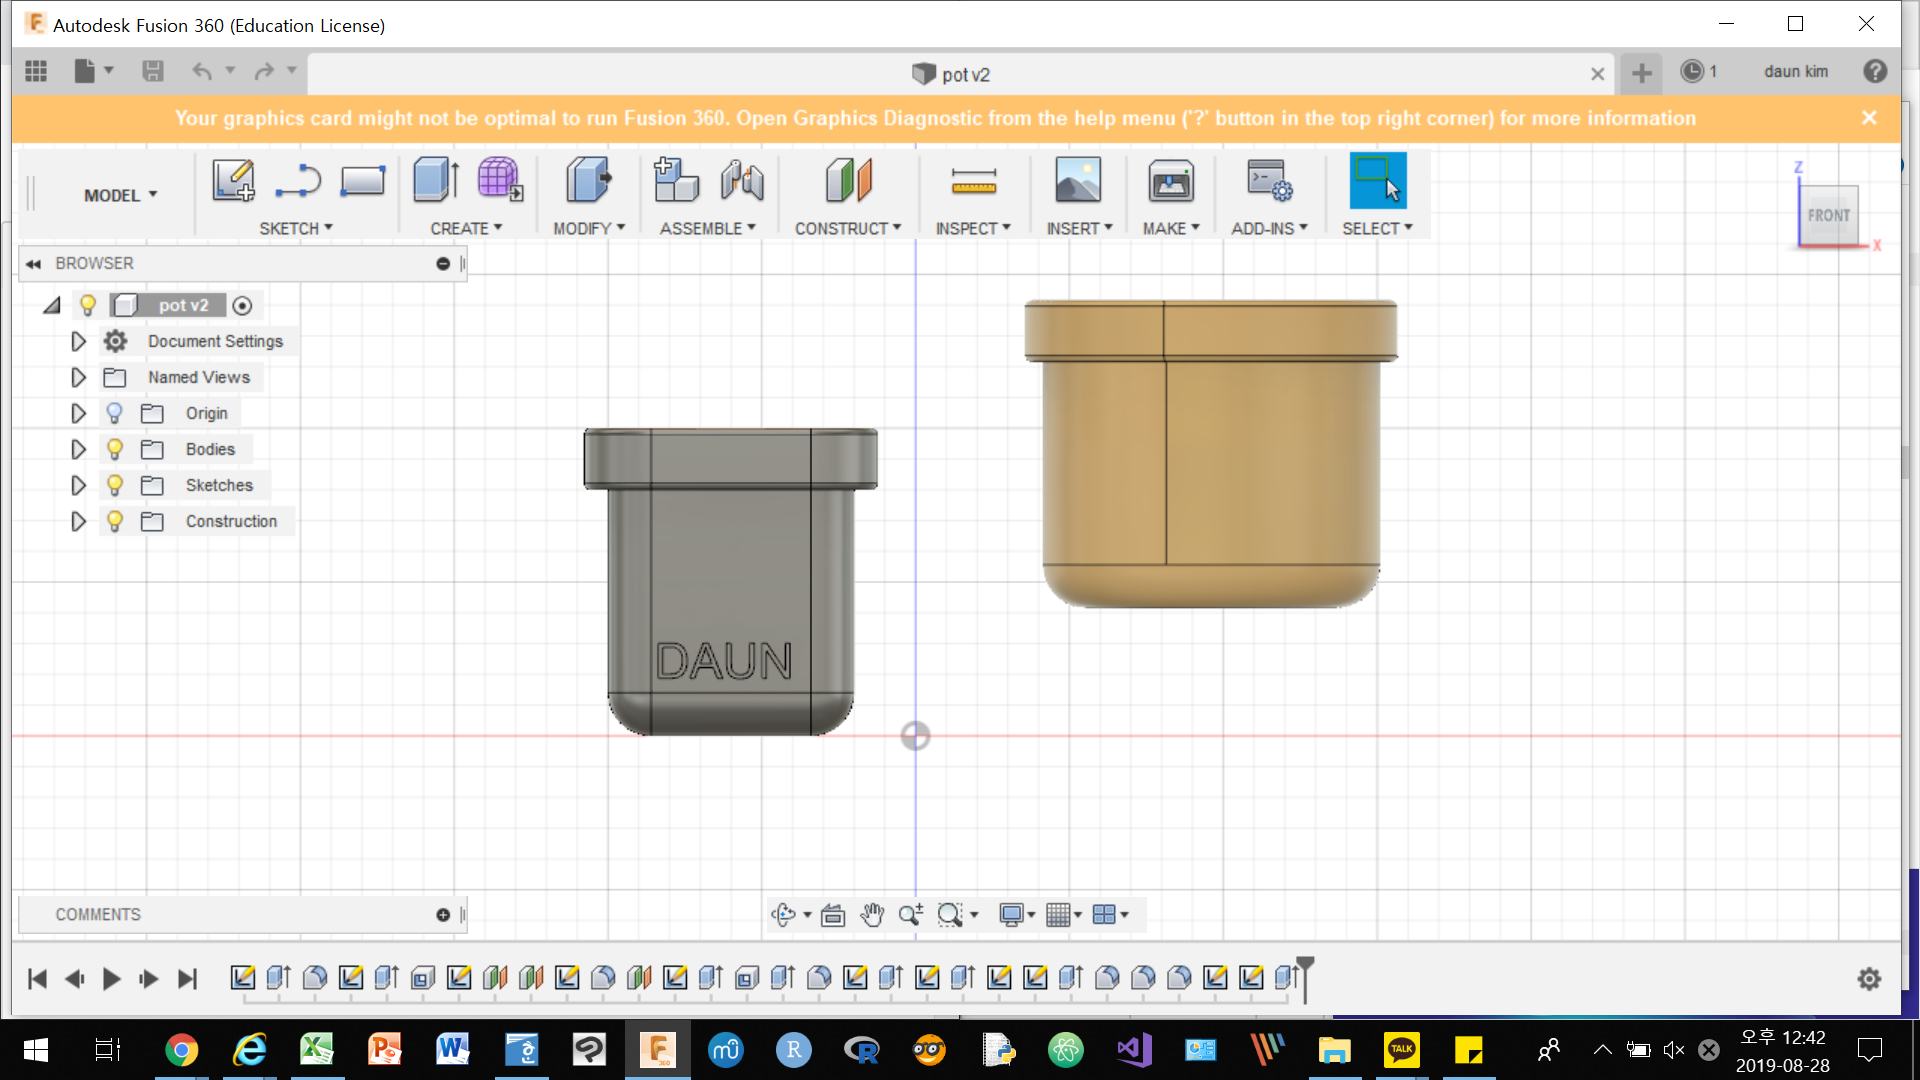 Autodesk Fusion 360 (Education License)
pot v2
1
daun kim
Your graphics card might not be optimal to run Fusion 360. Open Graphics Diagnostic from the help menu ('?' button in the top right corner) for more information
MODEL
SKETCH
CREATE
MODIFY
ASSEMBLE
CONSTRUCT
INSPECT
INSERT
MAKE
ADD-INS
SELECT
Z
FRONT
X
BROWSER
pot v2
Document Settings
Named Views
Origin
Bodies
Sketches
Construction
DAUN
COMMENTS
오후 12:42
2019-08-28
TALK